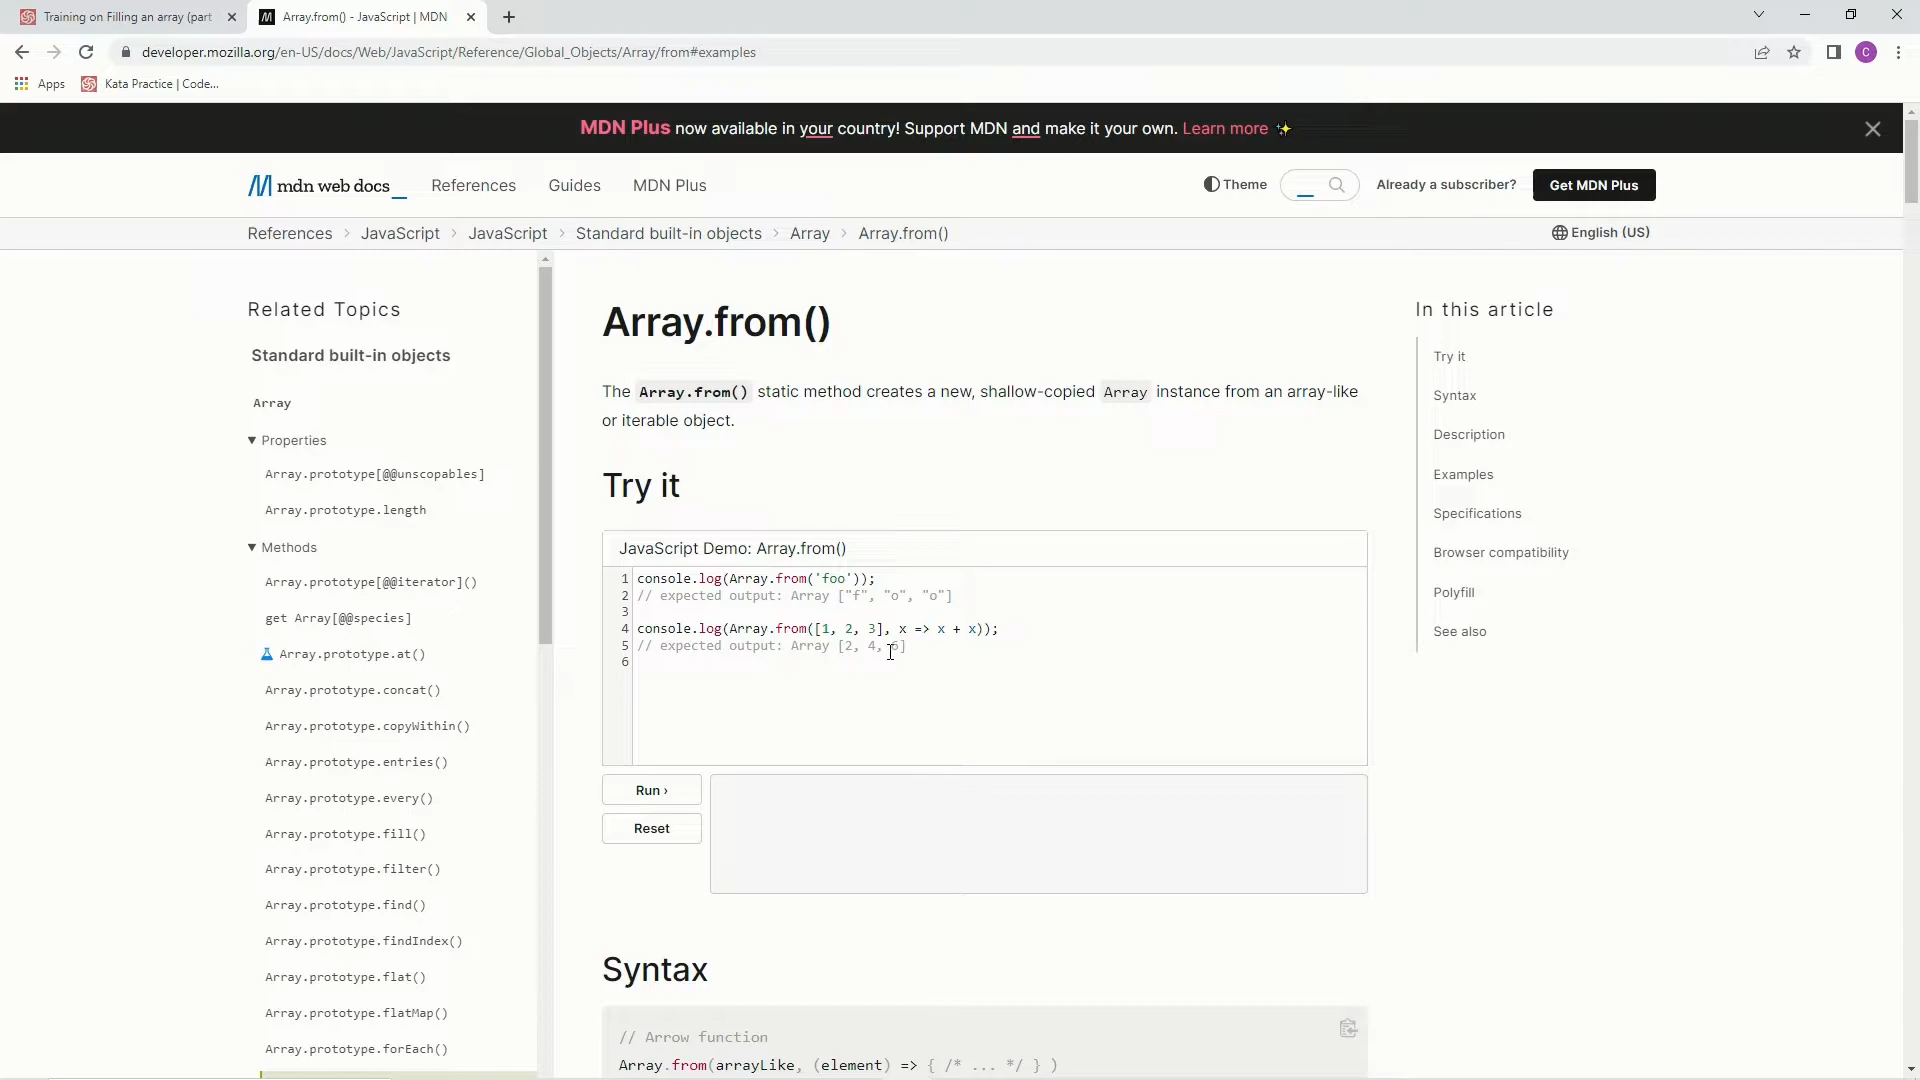 Training on Filling an array (part
Array.from() - JavaScript | MDN
developer.mozilla.org/en-US/docs/Web/JavaScript/Reference/Global_Objects/Array/from#examples
C
Apps
Kata Practice | Code...
MDN Plus now available in your country! Support MDN and make it your own. Learn more ✨
mdn web docs_
References
Guides
MDN Plus
Theme
Already a subscriber?
Get MDN Plus
References > JavaScript > JavaScript > Standard built-in objects > Array > Array.from()
English (US)
Related Topics
Standard built-in objects
Array
▼ Properties
Array.prototype[@@unscopables]
Array.prototype.length
▼ Methods
Array.prototype[@@iterator]()
get Array[@@species]
Array.prototype.at()
Array.prototype.concat()
Array.prototype.copyWithin()
Array.prototype.entries()
Array.prototype.every()
Array.prototype.fill()
Array.prototype.filter()
Array.prototype.find()
Array.prototype.findIndex()
Array.prototype.flat()
Array.prototype.flatMap()
Array.prototype.forEach()
Array.from()
The Array.from() static method creates a new, shallow-copied Array instance from an array-like
or iterable object.
Try it
JavaScript Demo: Array.from()
1 console.log(Array.from('foo'));
2 // expected output: Array ["f", "o", "o"]
3
4 console.log(Array.from([1, 2, 3], x => x + x));
5 // expected output: Array [2, 4, 6]
6
Run ›
Reset
Syntax
// Arrow function
Array.from(arrayLike, (element) => { /* ... */ } )
In this article
Try it
Syntax
Description
Examples
Specifications
Browser compatibility
Polyfill
See also